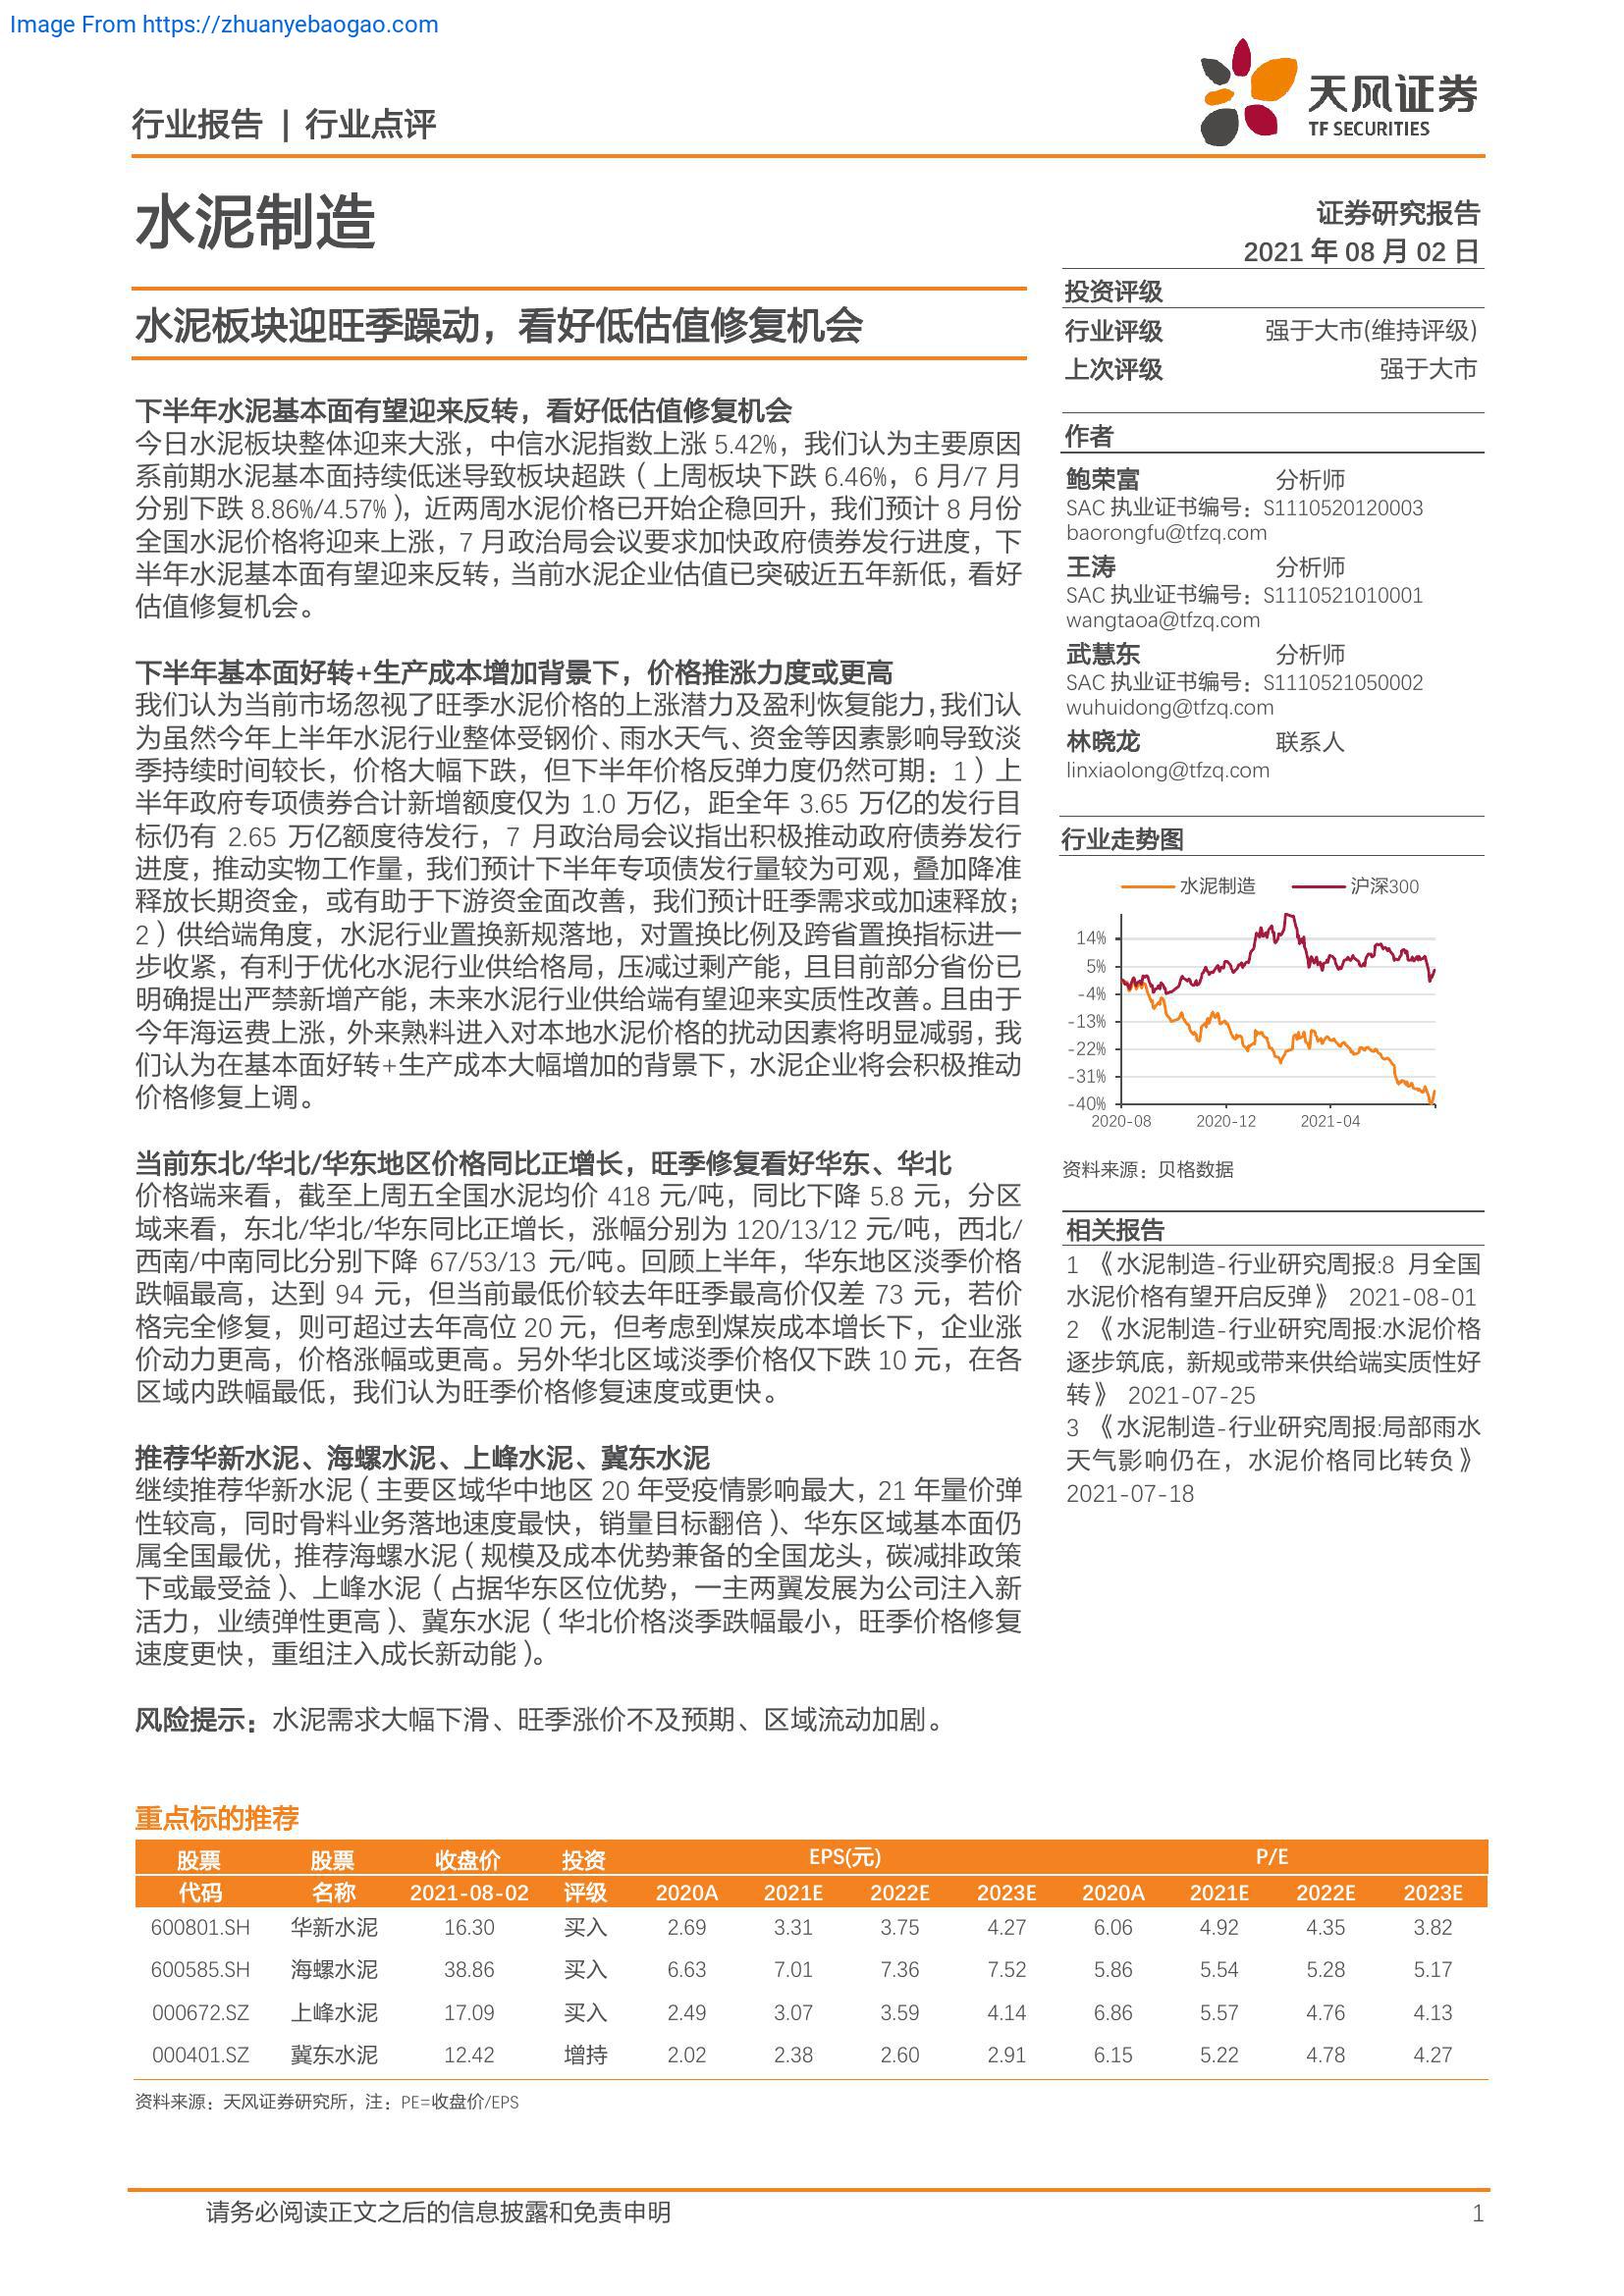 Image From https://zhuanyebaogao.com
行业报告 | 行业点评
天风证券
TF SECURITIES
水泥制造
证券研究报告
2021 年 08 月 02 日
水泥板块迎旺季躁动，看好低估值修复机会
下半年水泥基本面有望迎来反转，看好低估值修复机会
今日水泥板块整体迎来大涨，中信水泥指数上涨 5.42%，我们认为主要原因
系前期水泥基本面持续低迷导致板块超跌（上周板块下跌 6.46%，6 月/7 月
分别下跌 8.86%/4.57%），近两周水泥价格已开始企稳回升，我们预计 8 月份
全国水泥价格将迎来上涨，7 月政治局会议要求加快政府债券发行进度，下
半年水泥基本面有望迎来反转，当前水泥企业估值已突破近五年新低，看好
估值修复机会。
下半年基本面好转+生产成本增加背景下，价格推涨力度或更高
我们认为当前市场忽视了旺季水泥价格的上涨潜力及盈利恢复能力，我们认
为虽然今年上半年水泥行业整体受钢价、雨水天气、资金等因素影响导致淡
季持续时间较长，价格大幅下跌，但下半年价格反弹力度仍然可期：1）上
半年政府专项债券合计新增额度仅为 1.0 万亿，距全年 3.65 万亿的发行目
标仍有 2.65 万亿额度待发行，7 月政治局会议指出积极推动政府债券发行
进度，推动实物工作量，我们预计下半年专项债发行量较为可观，叠加降准
释放长期资金，或有助于下游资金面改善，我们预计旺季需求或加速释放；
2）供给端角度，水泥行业置换新规落地，对置换比例及跨省置换指标进一
步收紧，有利于优化水泥行业供给格局，压减过剩产能，且目前部分省份已
明确提出严禁新增产能，未来水泥行业供给端有望迎来实质性改善。且由于
今年海运费上涨，外来熟料进入对本地水泥价格的扰动因素将明显减弱，我
们认为在基本面好转+生产成本大幅增加的背景下，水泥企业将会积极推动
价格修复上调。
当前东北/华北/华东地区价格同比正增长，旺季修复看好华东、华北
价格端来看，截至上周五全国水泥均价 418 元/吨，同比下降 5.8 元，分区
域来看，东北/华北/华东同比正增长，涨幅分别为 120/13/12 元/吨，西北/
西南/中南同比分别下降 67/53/13 元/吨。回顾上半年，华东地区淡季价格
跌幅最高，达到 94 元，但当前最低价较去年旺季最高价仅差 73 元，若价
格完全修复，则可超过去年高位 20 元，但考虑到煤炭成本增长下，企业涨
价动力更高，价格涨幅或更高。另外华北区域淡季价格仅下跌 10 元，在各
区域内跌幅最低，我们认为旺季价格修复速度或更快。
推荐华新水泥、海螺水泥、上峰水泥、冀东水泥
继续推荐华新水泥（主要区域华中地区 20 年受疫情影响最大，21 年量价弹
性较高，同时骨料业务落地速度最快，销量目标翻倍）、华东区域基本面仍
属全国最优，推荐海螺水泥（规模及成本优势兼备的全国龙头，碳减排政策
下或最受益）、上峰水泥（占据华东区位优势，一主两翼发展为公司注入新
活力，业绩弹性更高）、冀东水泥（华北价格淡季跌幅最小，旺季价格修复
速度更快，重组注入成长新动能）。
风险提示：水泥需求大幅下滑、旺季涨价不及预期、区域流动加剧。
投资评级
行业评级 强于大市(维持评级)
上次评级 强于大市
作者
鲍荣富 分析师
SAC 执业证书编号：S1110520120003
baorongfu@tfzq.com
王涛 分析师
SAC 执业证书编号：S1110521010001
wangtaoa@tfzq.com
武慧东 分析师
SAC 执业证书编号：S1110521050002
wuhuidong@tfzq.com
林晓龙 联系人
linxiaolong@tfzq.com
行业走势图
水泥制造 沪深300
14%
5%
-4%
-13%
-22%
-31%
-40%
2020-08 2020-12 2021-04
资料来源：贝格数据
相关报告
1 《水泥制造-行业研究周报:8 月全国
水泥价格有望开启反弹》 2021-08-01
2 《水泥制造-行业研究周报:水泥价格
逐步筑底，新规或带来供给端实质性好
转》 2021-07-25
3 《水泥制造-行业研究周报:局部雨水
天气影响仍在，水泥价格同比转负》
2021-07-18
重点标的推荐
股票 股票 收盘价 投资 EPS(元) P/E
代码 名称 2021-08-02 评级 2020A 2021E 2022E 2023E 2020A 2021E 2022E 2023E
600801.SH 华新水泥 16.30 买入 2.69 3.31 3.75 4.27 6.06 4.92 4.35 3.82
600585.SH 海螺水泥 38.86 买入 6.63 7.01 7.36 7.52 5.86 5.54 5.28 5.17
000672.SZ 上峰水泥 17.09 买入 2.49 3.07 3.59 4.14 6.86 5.57 4.76 4.13
000401.SZ 冀东水泥 12.42 增持 2.02 2.38 2.60 2.91 6.15 5.22 4.78 4.27
资料来源：天风证券研究所，注：PE=收盘价/EPS
请务必阅读正文之后的信息披露和免责申明 1